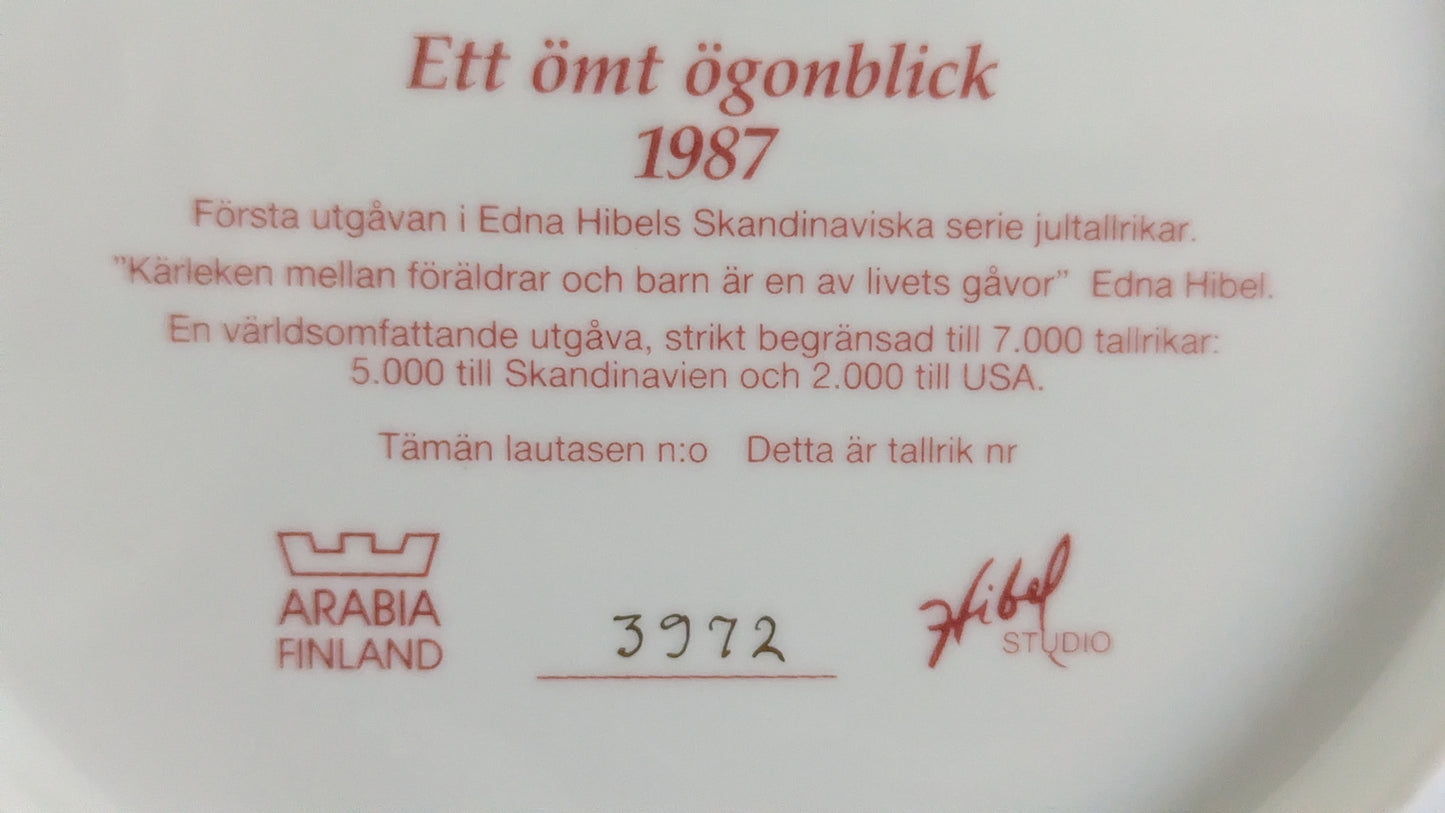 Ett ömt ögonblick
1987
Första utgåvan i Edna Hibels Skandinaviska serie jultallrikar.
”Kärleken mellan föräldrar och barn är en av livets gåvor” Edna Hibel.
En världsomfattande utgåva, strikt begränsad till 7.000 tallrikar:
5.000 till Skandinavien och 2.000 till USA.
Tämän lautasen n:o Detta är tallrik nr
ARABIA
FINLAND
3972
Hibel
STUDIO